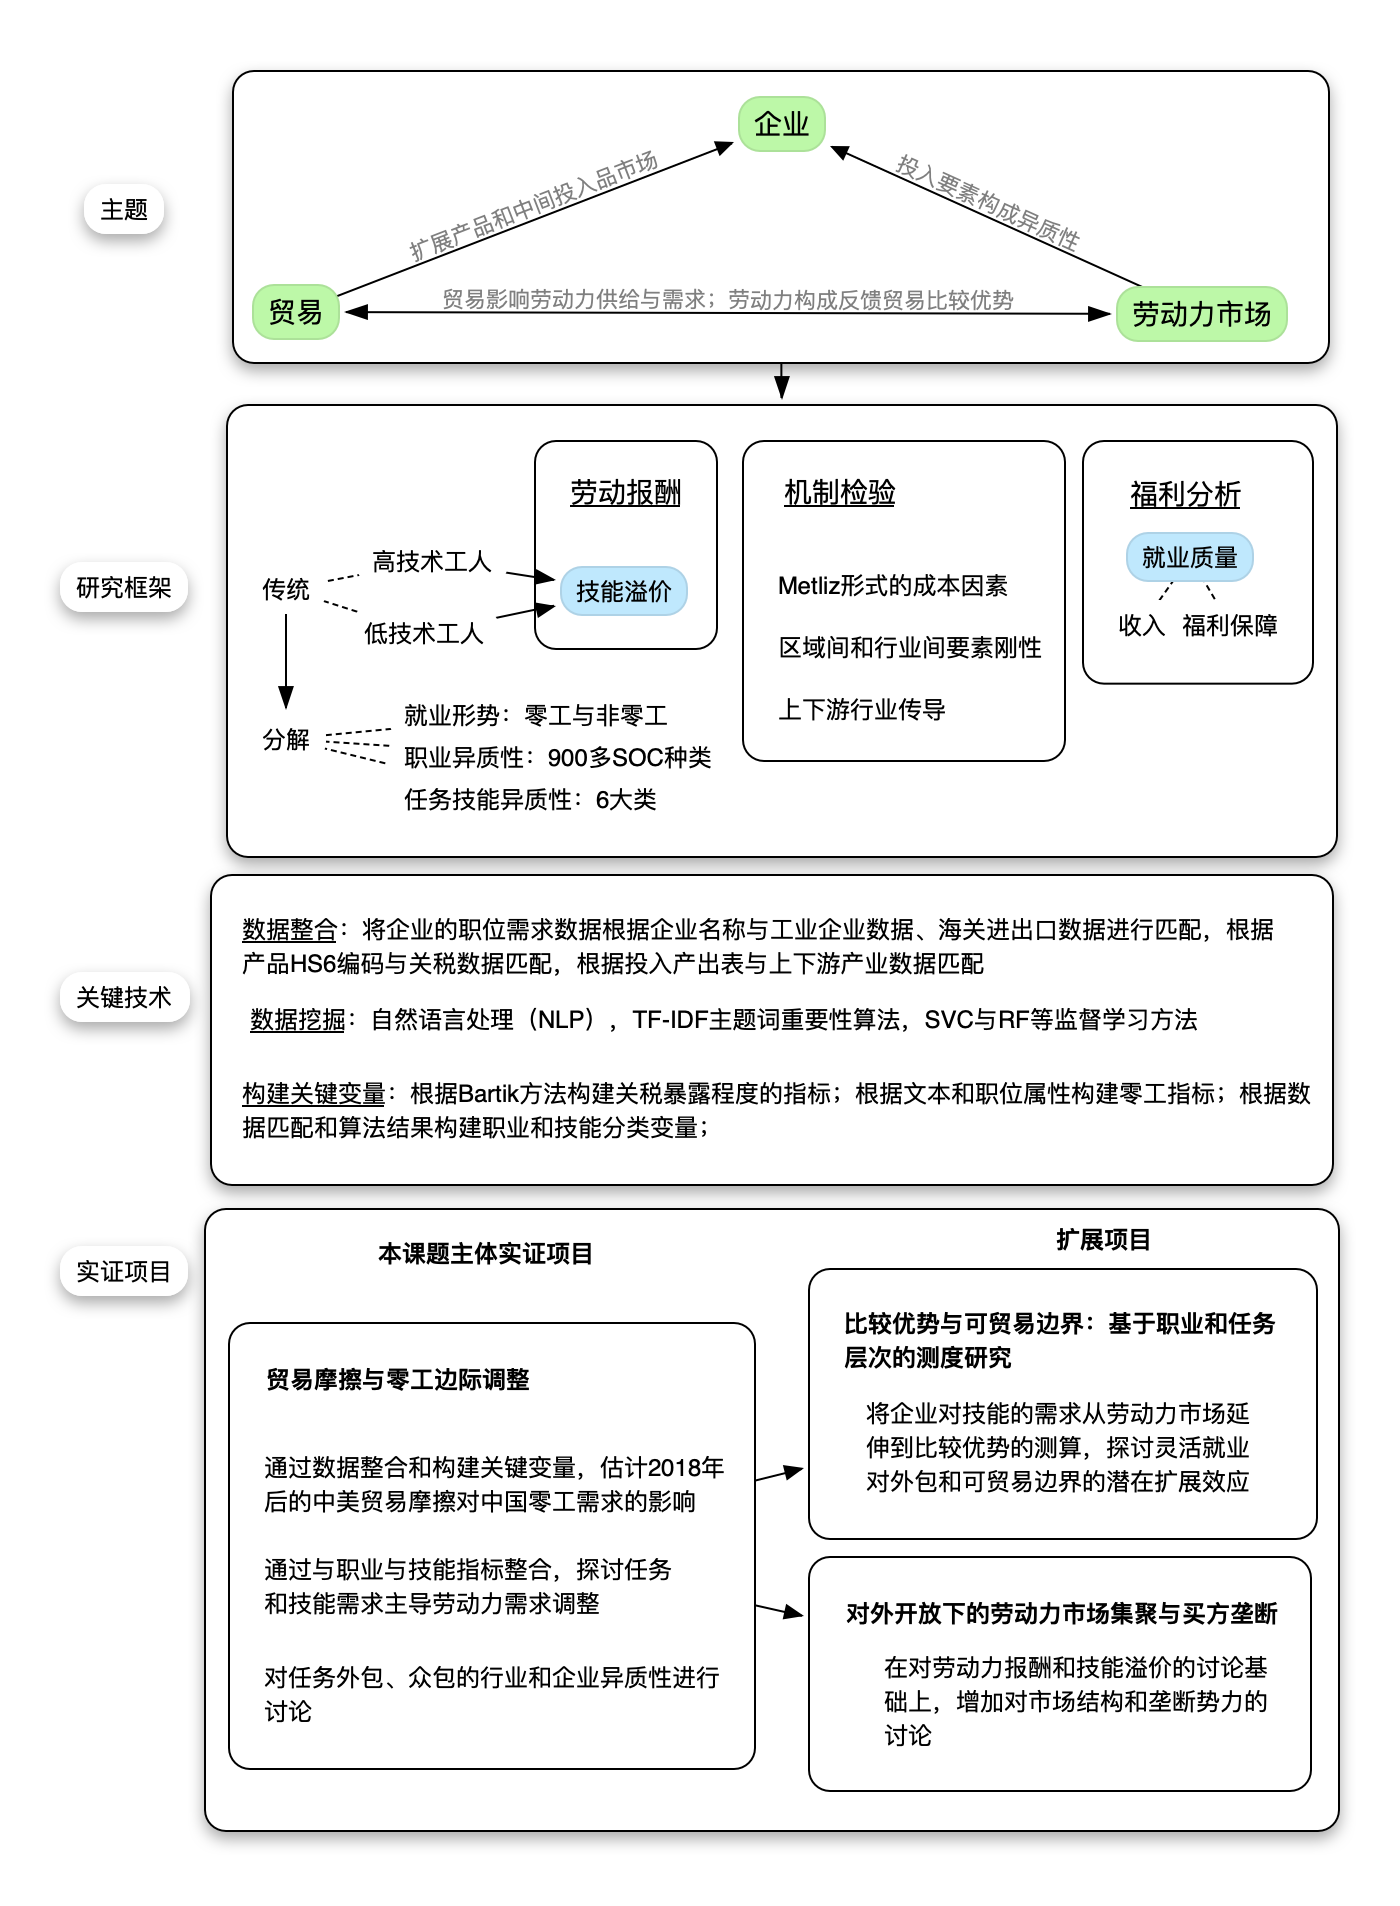 主题
企业
扩展产品和中间投入品市场
投入要素构成异质性
贸易
贸易影响劳动力供给与需求；劳动力构成反馈贸易比较优势
劳动力市场
研究框架
传统
高技术工人
低技术工人
劳动报酬
技能溢价
分解
就业形势：零工与非零工
职业异质性：900多SOC种类
任务技能异质性：6大类
机制检验
Metliz形式的成本因素
区域间和行业间要素刚性
上下游行业传导
福利分析
就业质量
收入 福利保障
关键技术
数据整合：将企业的职位需求数据根据企业名称与工业企业数据、海关进出口数据进行匹配，根据
产品HS6编码与关税数据匹配，根据投入产出表与上下游产业数据匹配
数据挖掘：自然语言处理（NLP），TF-IDF主题词重要性算法，SVC与RF等监督学习方法
构建关键变量：根据Bartik方法构建关税暴露程度的指标；根据文本和职位属性构建零工指标；根据数
据匹配和算法结果构建职业和技能分类变量；
实证项目
本课题主体实证项目
贸易摩擦与零工边际调整
通过数据整合和构建关键变量，估计2018年
后的中美贸易摩擦对中国零工需求的影响
通过与职业与技能指标整合，探讨任务
和技能需求主导劳动力需求调整
对任务外包、众包的行业和企业异质性进行
讨论
扩展项目
比较优势与可贸易边界：基于职业和任务
层次的测度研究
将企业对技能的需求从劳动力市场延
伸到比较优势的测算，探讨灵活就业
对外包和可贸易边界的潜在扩展效应
对外开放下的劳动力市场集聚与买方垄断
在对劳动力报酬和技能溢价的讨论基
础上，增加对市场结构和垄断势力的
讨论